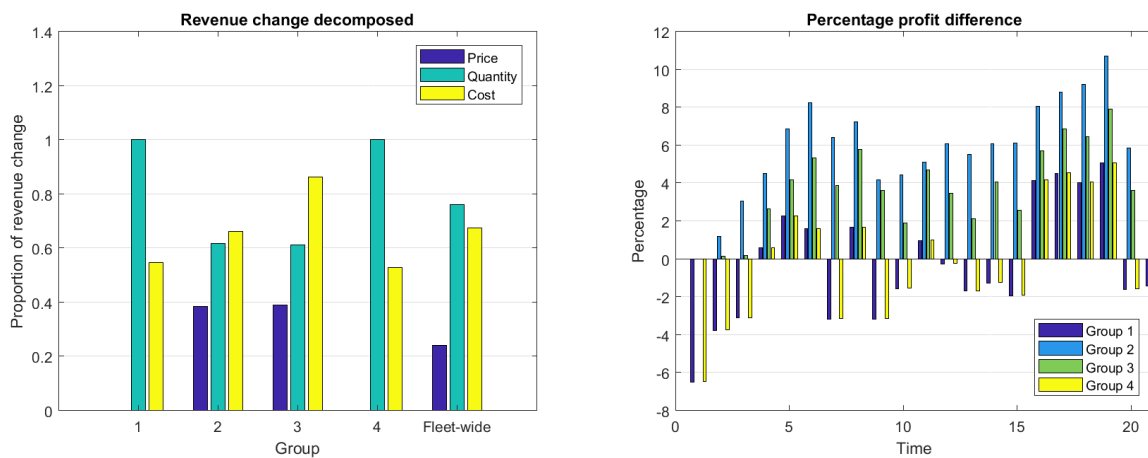 Revenue change decomposed
1.4
1.2
1
0.8
0.6
0.4
0.2
0
Proportion of revenue change
Price
Quantity
Cost
1 2 3 4 Fleet-wide
Group
Percentage profit difference
12
10
8
6
4
2
0
-2
-4
-6
-8
Percentage
Group 1
Group 2
Group 3
Group 4
0 5 10 15 20
Time